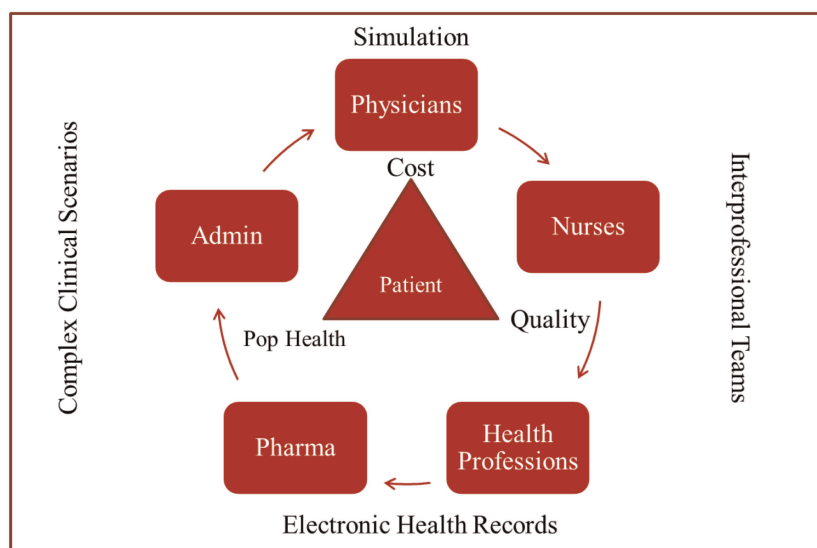 Simulation
Physicians
Cost
Complex Clinical Scenarios
Admin
Nurses
Interprofessional Teams
Patient
Pop Health
Quality
Pharma
Health
Professions
Electronic Health Records